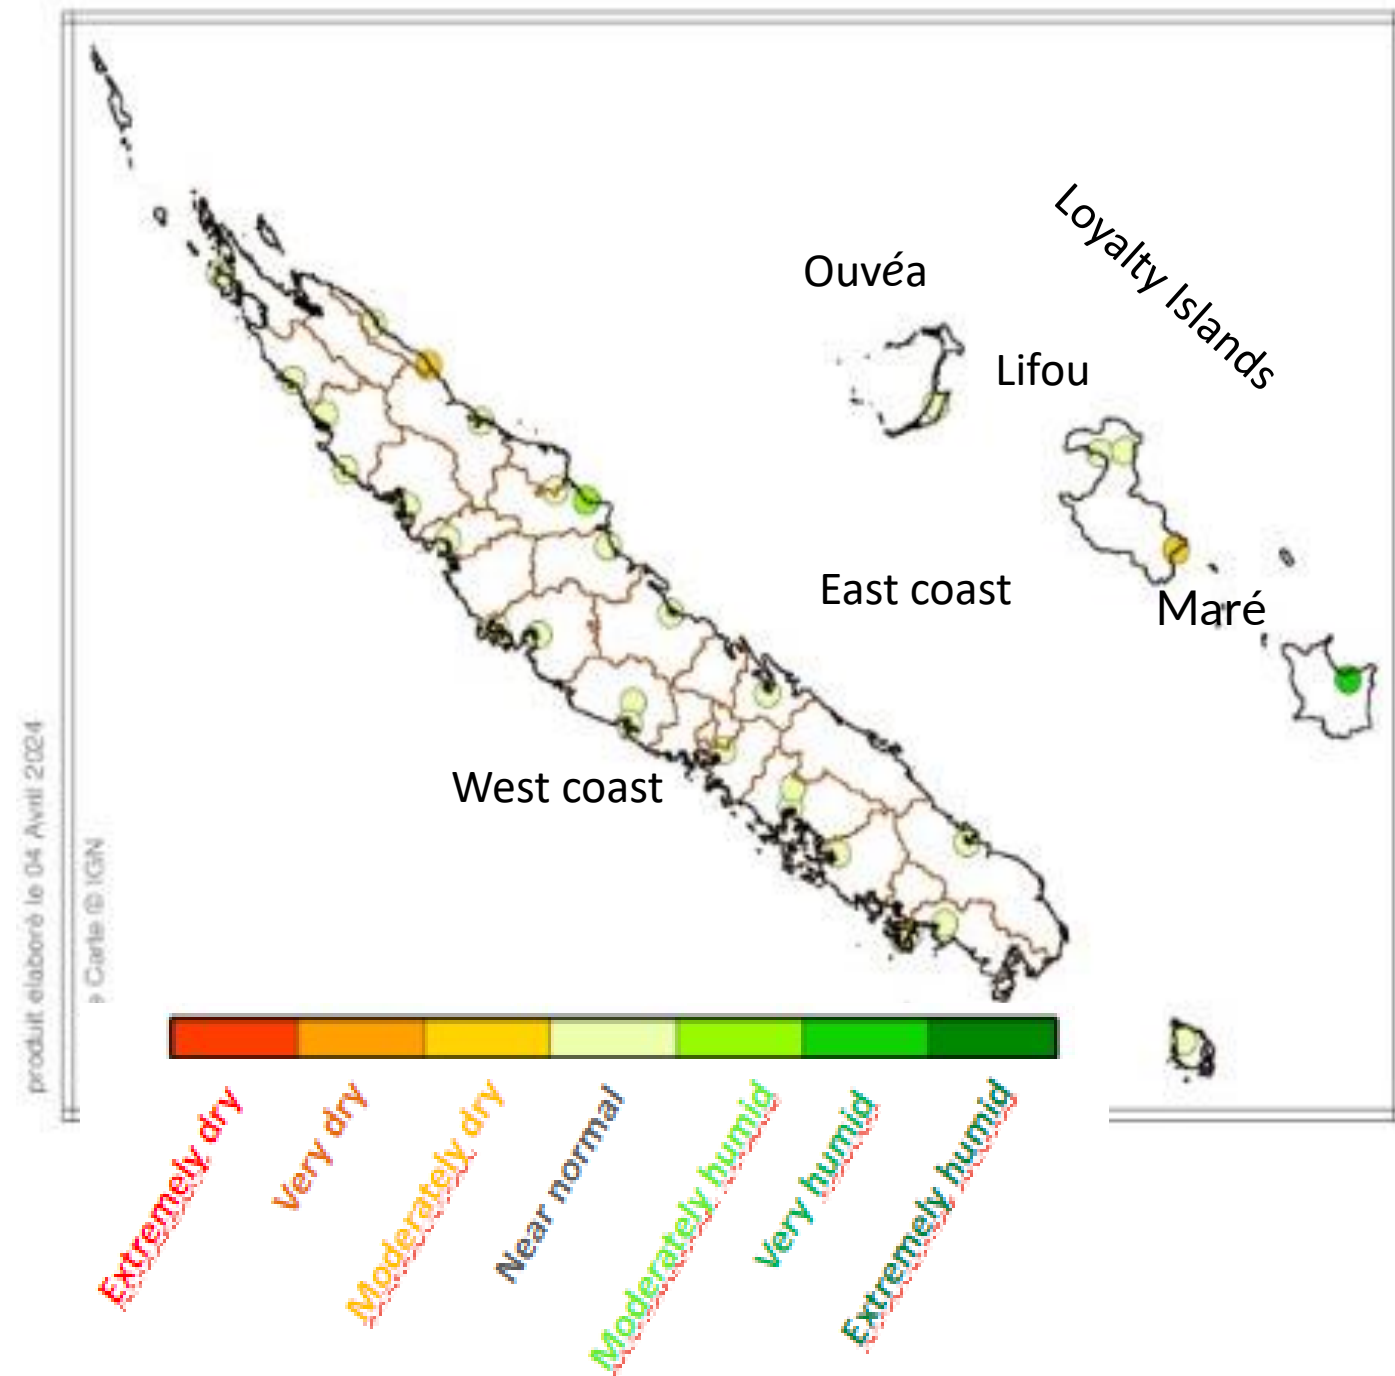 Loyalty Islands
Ouvéa
Lifou
East coast
Maré
West coast
produit élaboré le 04 Avril 2024
Carte © IGN
Extremely dry
Very dry
Moderately dry
Near normal
Moderately humid
Very humid
Extremely humid